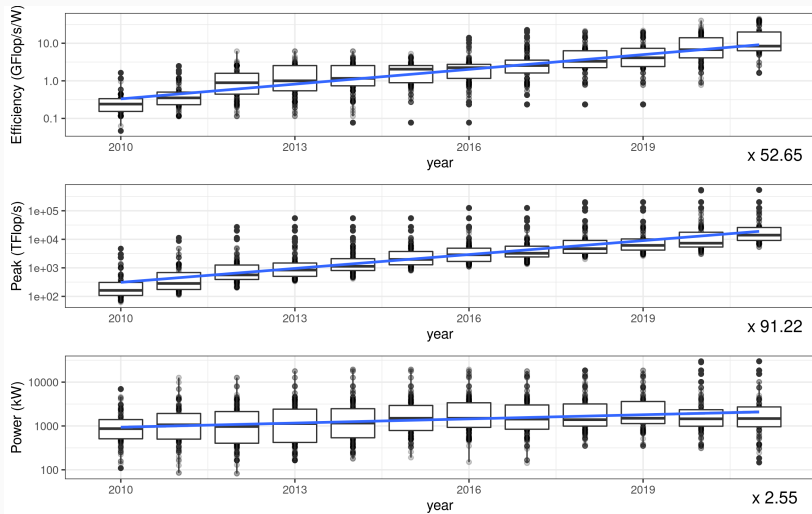 Efficiency (GFlop/s/W)
10.0
1.0
0.1
2010 2013 2016 2019
year
x 52.65
Peak (TFlop/s)
1e+05
1e+04
1e+03
1e+02
2010 2013 2016 2019
year
x 91.22
Power (kW)
10000
1000
100
2010 2013 2016 2019
year
x 2.55